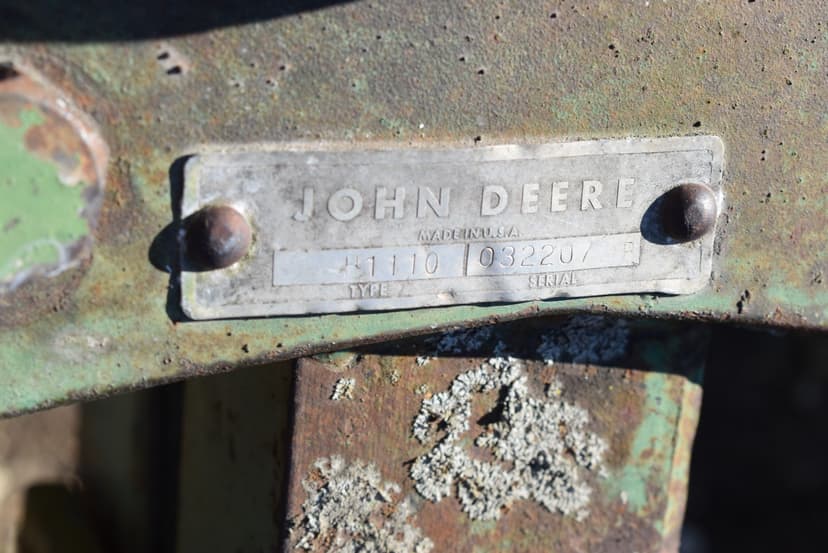 JOHN DEERE
MADE IN U.S.A.
1110 032207
TYPE SERIAL